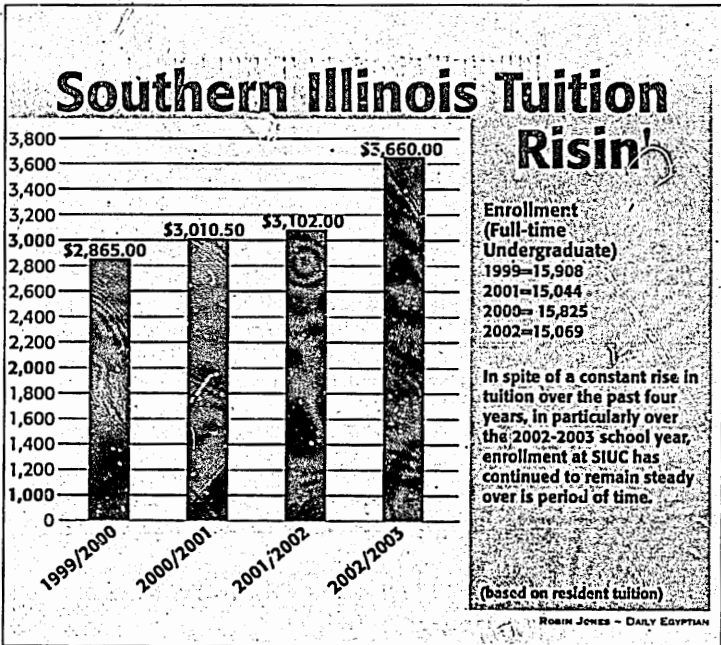 Southern Illinois Tuition
Risin'
3,800
3,600
3,400
3,200
3,000
2,800
2,600
2,400
2,200
2,000
1,800
1,600
1,400
1,200
1,000
0
$2,865.00
$3,010.50
$3,102.00
$3,660.00
1999/2000
2000/2001
2001/2002
2002/2003
Enrollment
(Full-time
Undergraduate)
1999=15,908
2001=15,044
2000=15,825
2002=15,069
In spite of a constant rise in
tuition over the past four
years, in particularly over
the 2002-2003 school year,
enrollment at SIUC has
continued to remain steady
over is period of time.
(based on resident tuition)
ROBIN JONES ~ DAILY EGYPTIAN